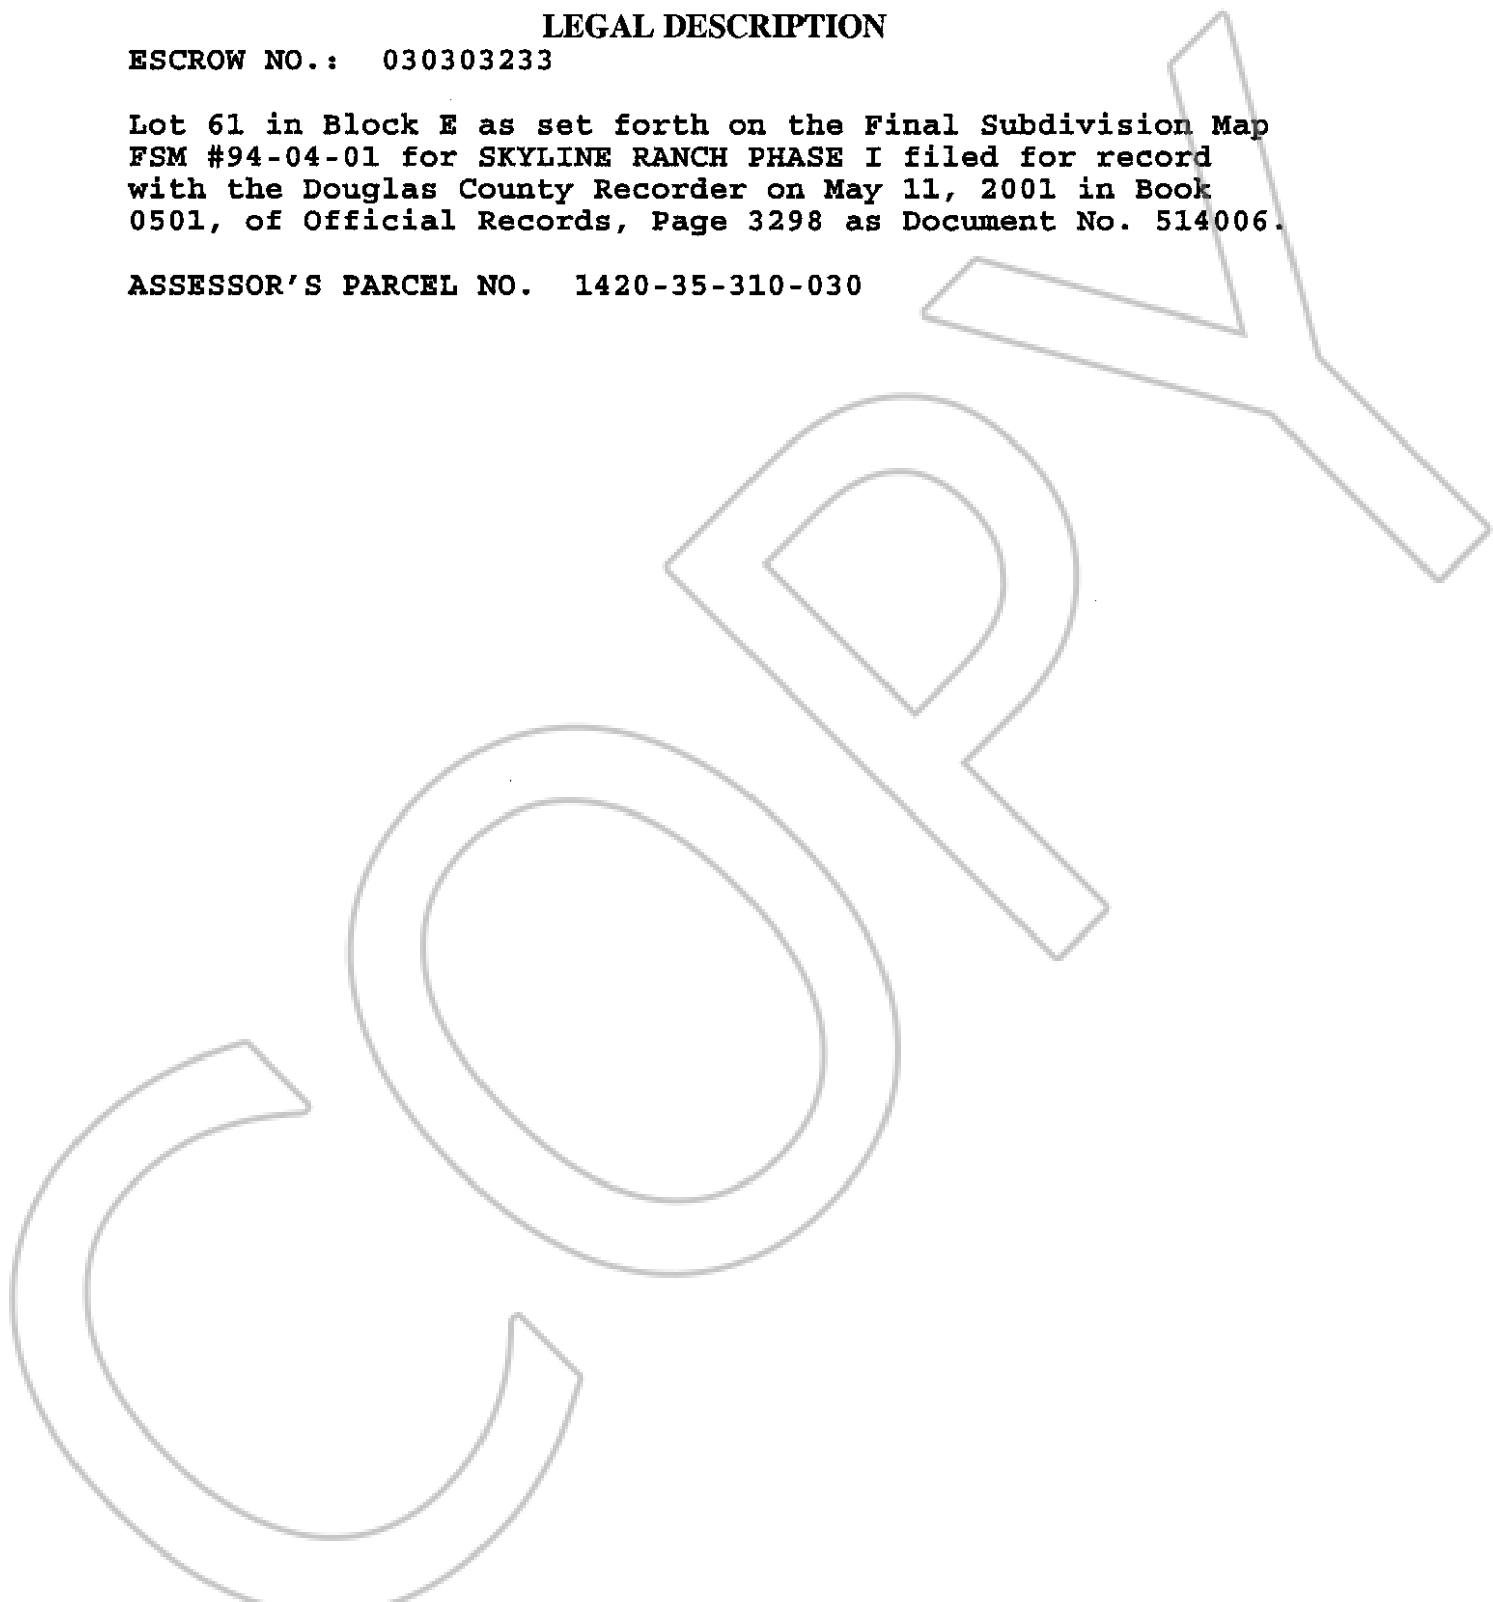 LEGAL DESCRIPTION
ESCROW NO.: 030303233
Lot 61 in Block E as set forth on the Final Subdivision Map
FSM #94-04-01 for SKYLINE RANCH PHASE I filed for record
with the Douglas County Recorder on May 11, 2001 in Book
0501, of Official Records, Page 3298 as Document No. 514006.
ASSESSOR'S PARCEL NO. 1420-35-310-030
COPY